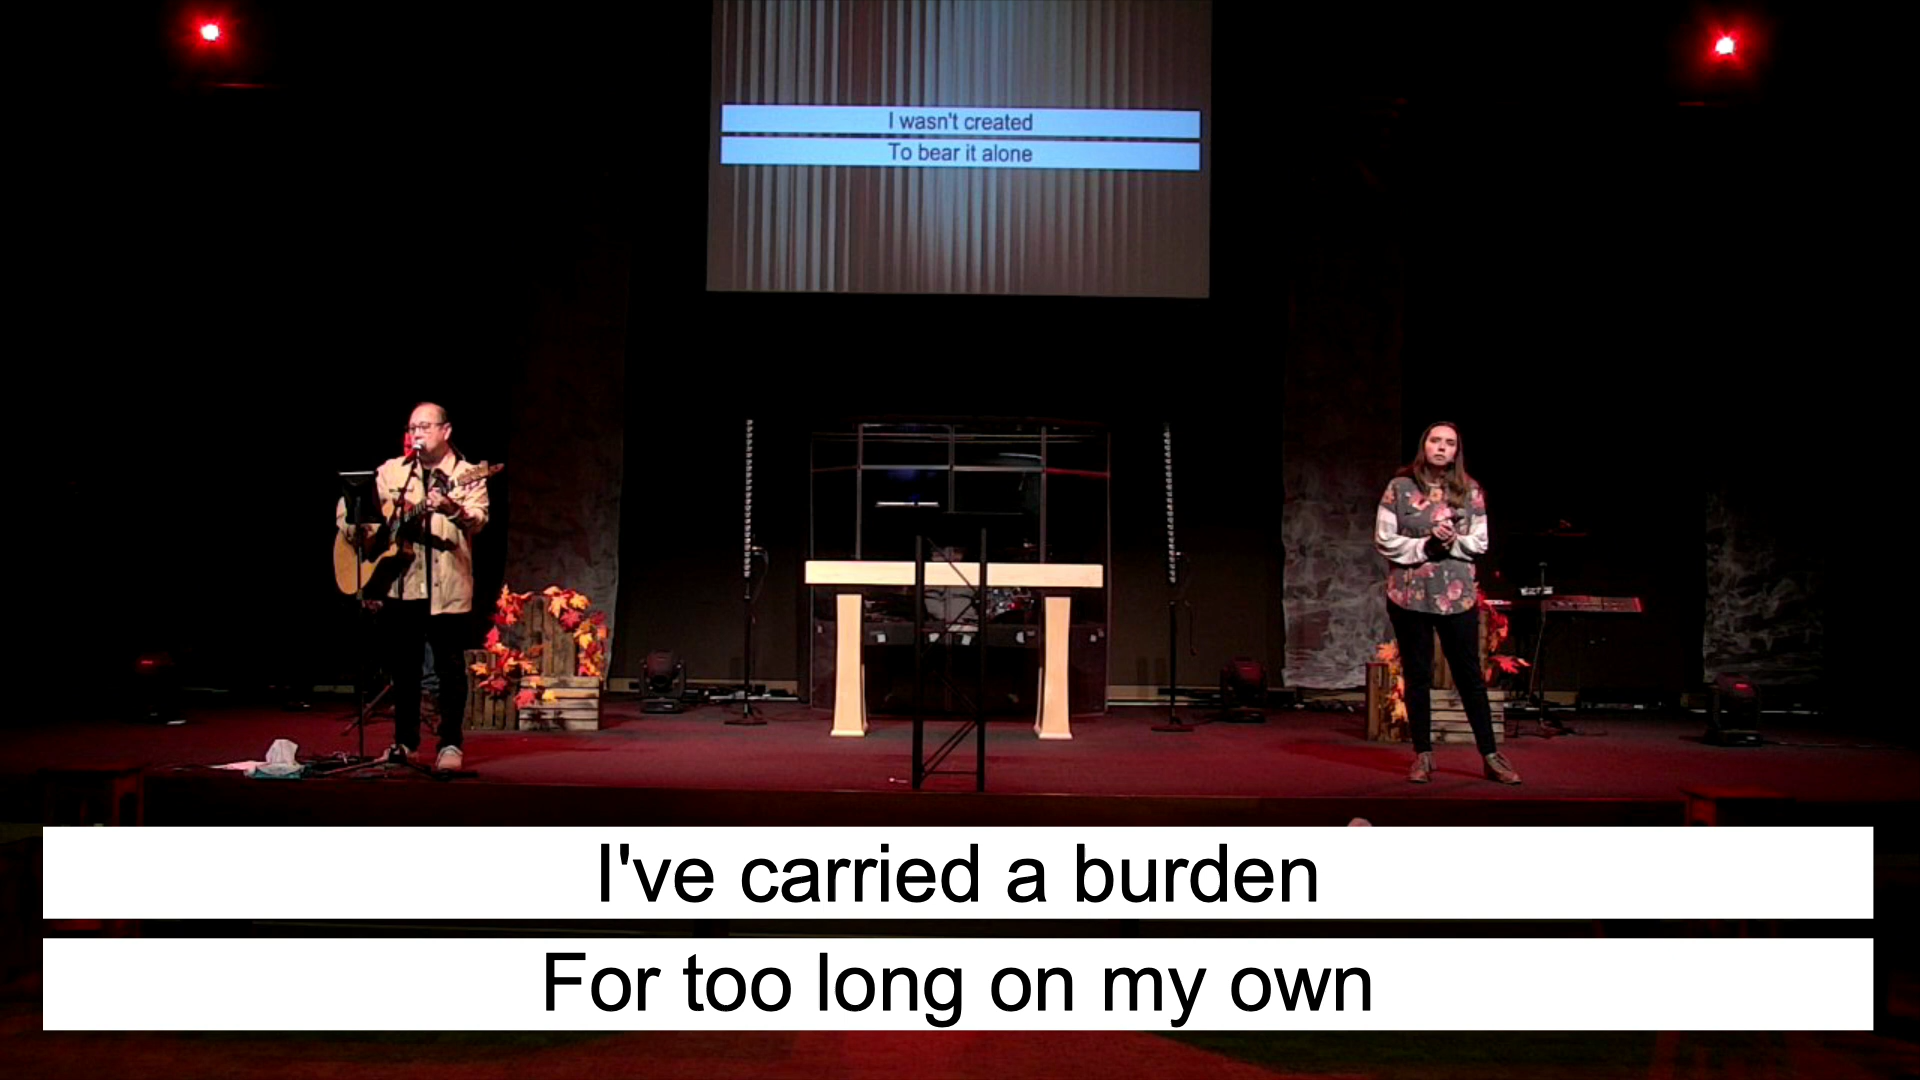 I wasn't created
To bear it alone
I've carried a burden
For too long on my own